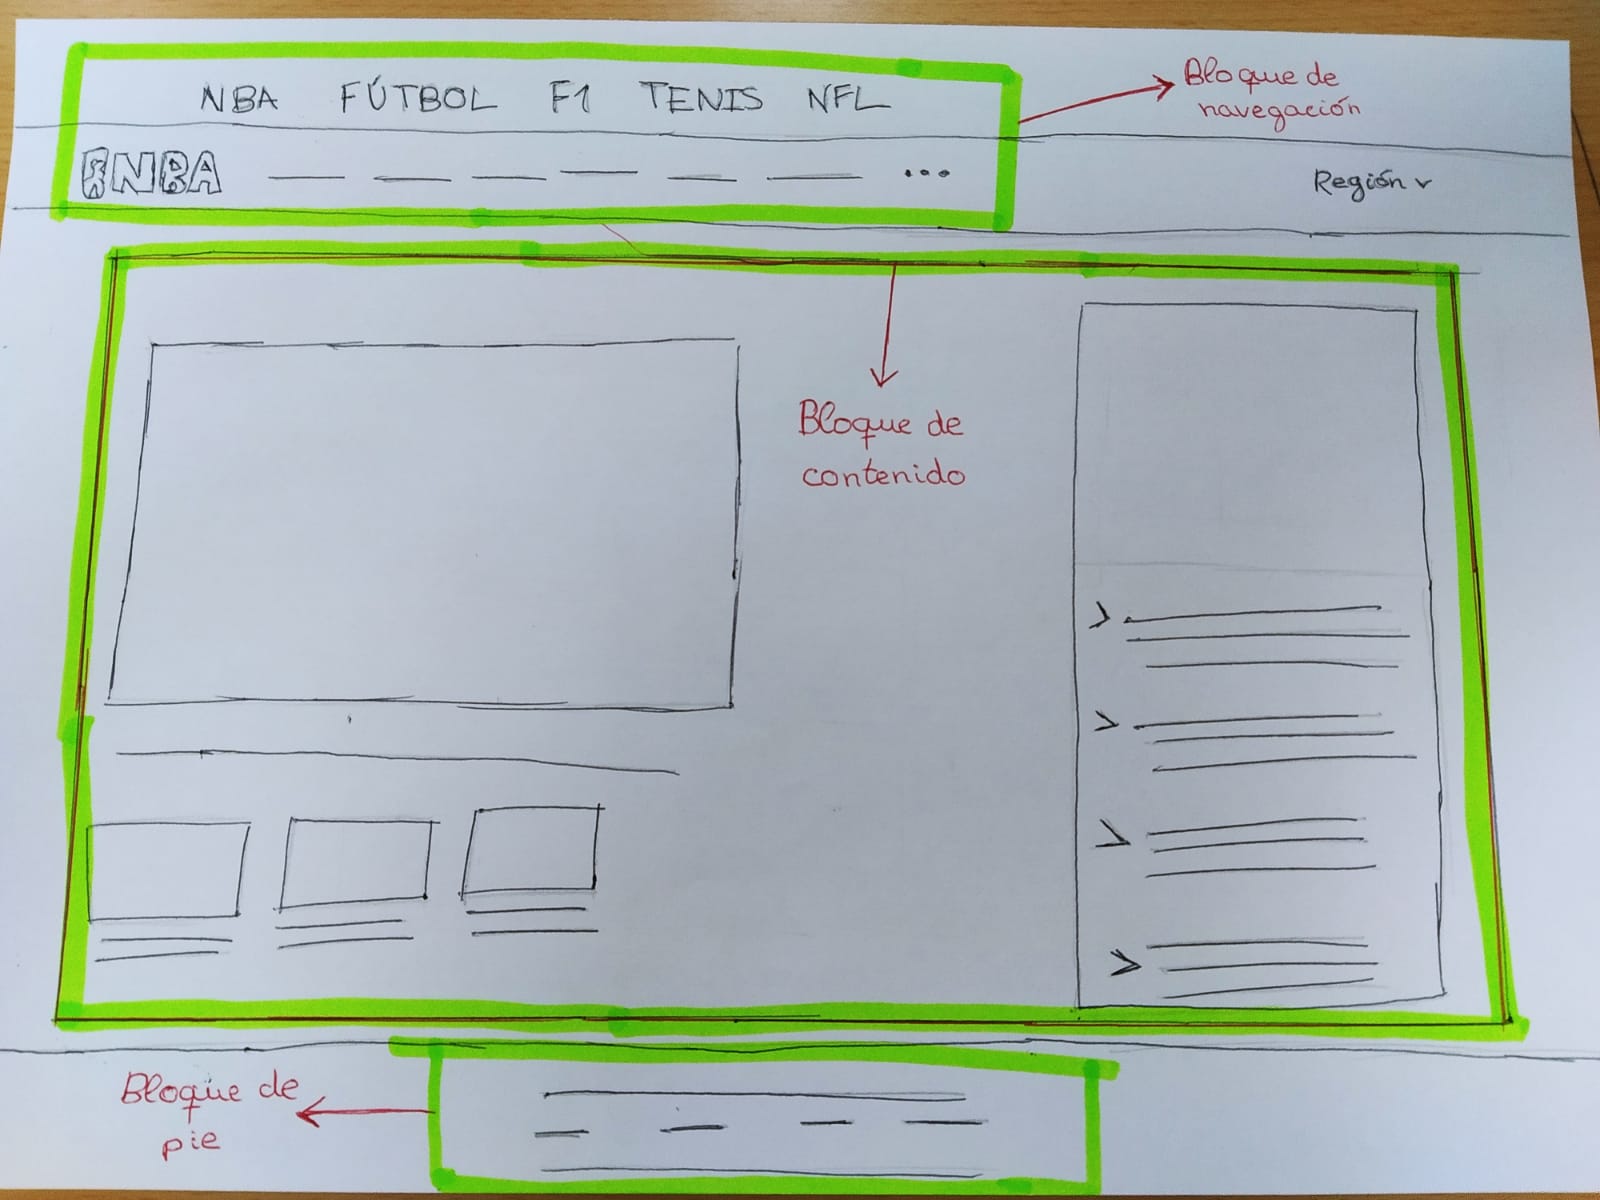 NBA FÚTBOL F1 TENIS NFL
Bloque de
navegación
NBA
Región
Bloque de
contenido
Bloque de
pie